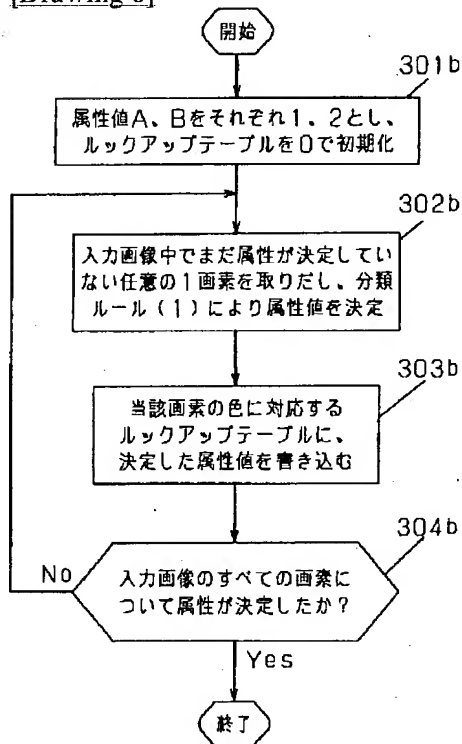 開始
301b
属性値A、Bをそれぞれ1、2とし、
ルックアップテーブルを0で初期化
302b
入力画像中でまだ属性が決定してい
ない任意の1画素を取りだし、分類
ルール(1)により属性値を決定
303b
当該画素の色に対応する
ルックアップテーブルに、
決定した属性値を書き込む
304b
No
入力画像のすべての画素に
ついて属性が決定したか?
Yes
終了